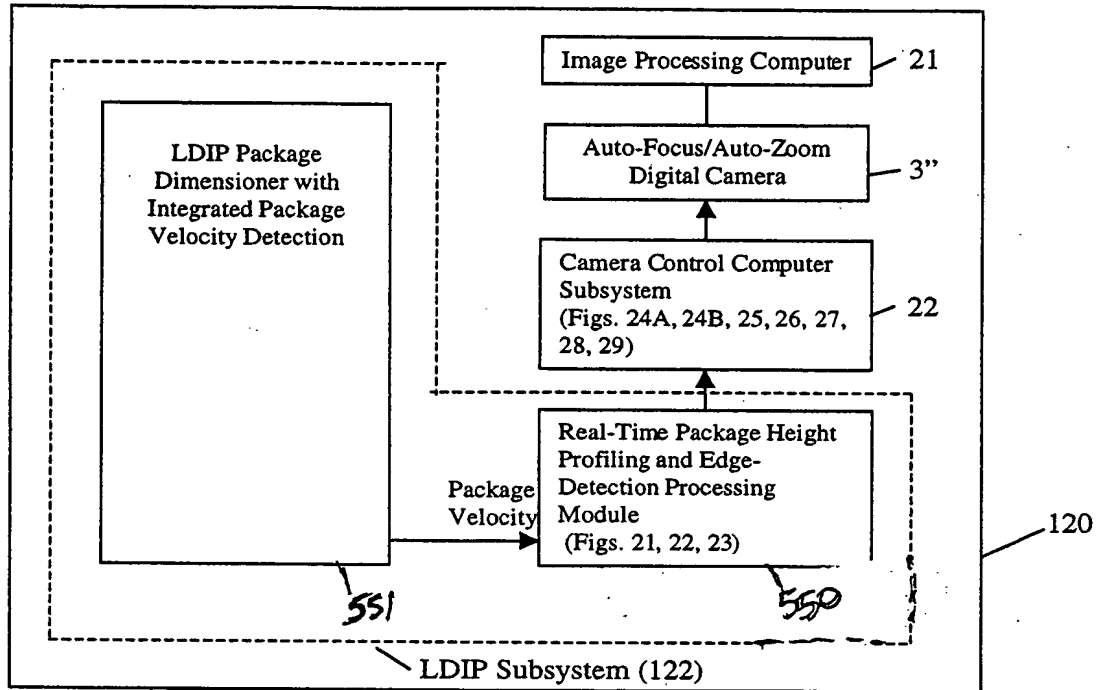 Image Processing Computer
21
LDIP Package
Dimensioner with
Integrated Package
Velocity Detection
Auto-Focus/Auto-Zoom
Digital Camera
3”
Camera Control Computer
Subsystem
(Figs. 24A, 24B, 25, 26, 27,
28, 29)
22
Real-Time Package Height
Profiling and Edge-
Detection Processing
Module
(Figs. 21, 22, 23)
Package
Velocity
120
551
550
LDIP Subsystem (122)